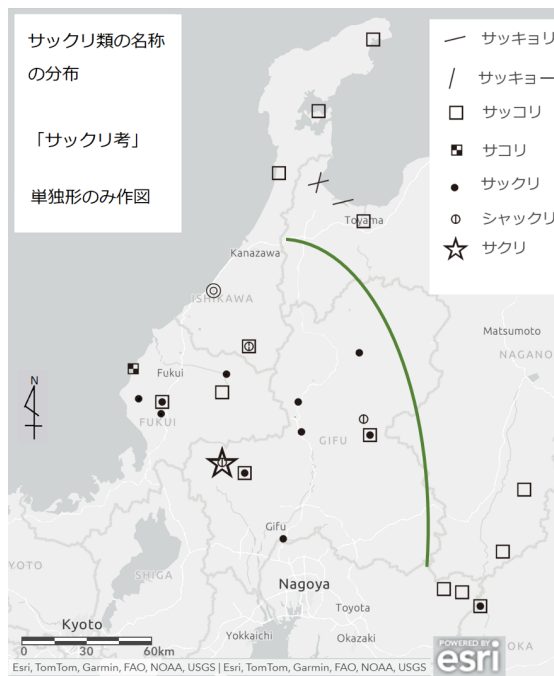 サックリ類の名称
の分布
「サックリ考」
単独形のみ作図
サッキョリ
サッキョー
サッコリ
サコリ
サックリ
シャックリ
サクリ
Toyama
Kanazawa
ISHIKAWA
Matsumoto
NAGANO
Fukui
FUKUI
GIFU
Gifu
SHIGA
Nagoya
Toyota
Kyoto
Yokkaichi
Okazaki
YOTO
OKA
N
0 30 60km
POWERED BY
esri
Esri, TomTom, Garmin, FAO, NOAA, USGS | Esri, TomTom, Garmin, FAO, NOAA, USGS